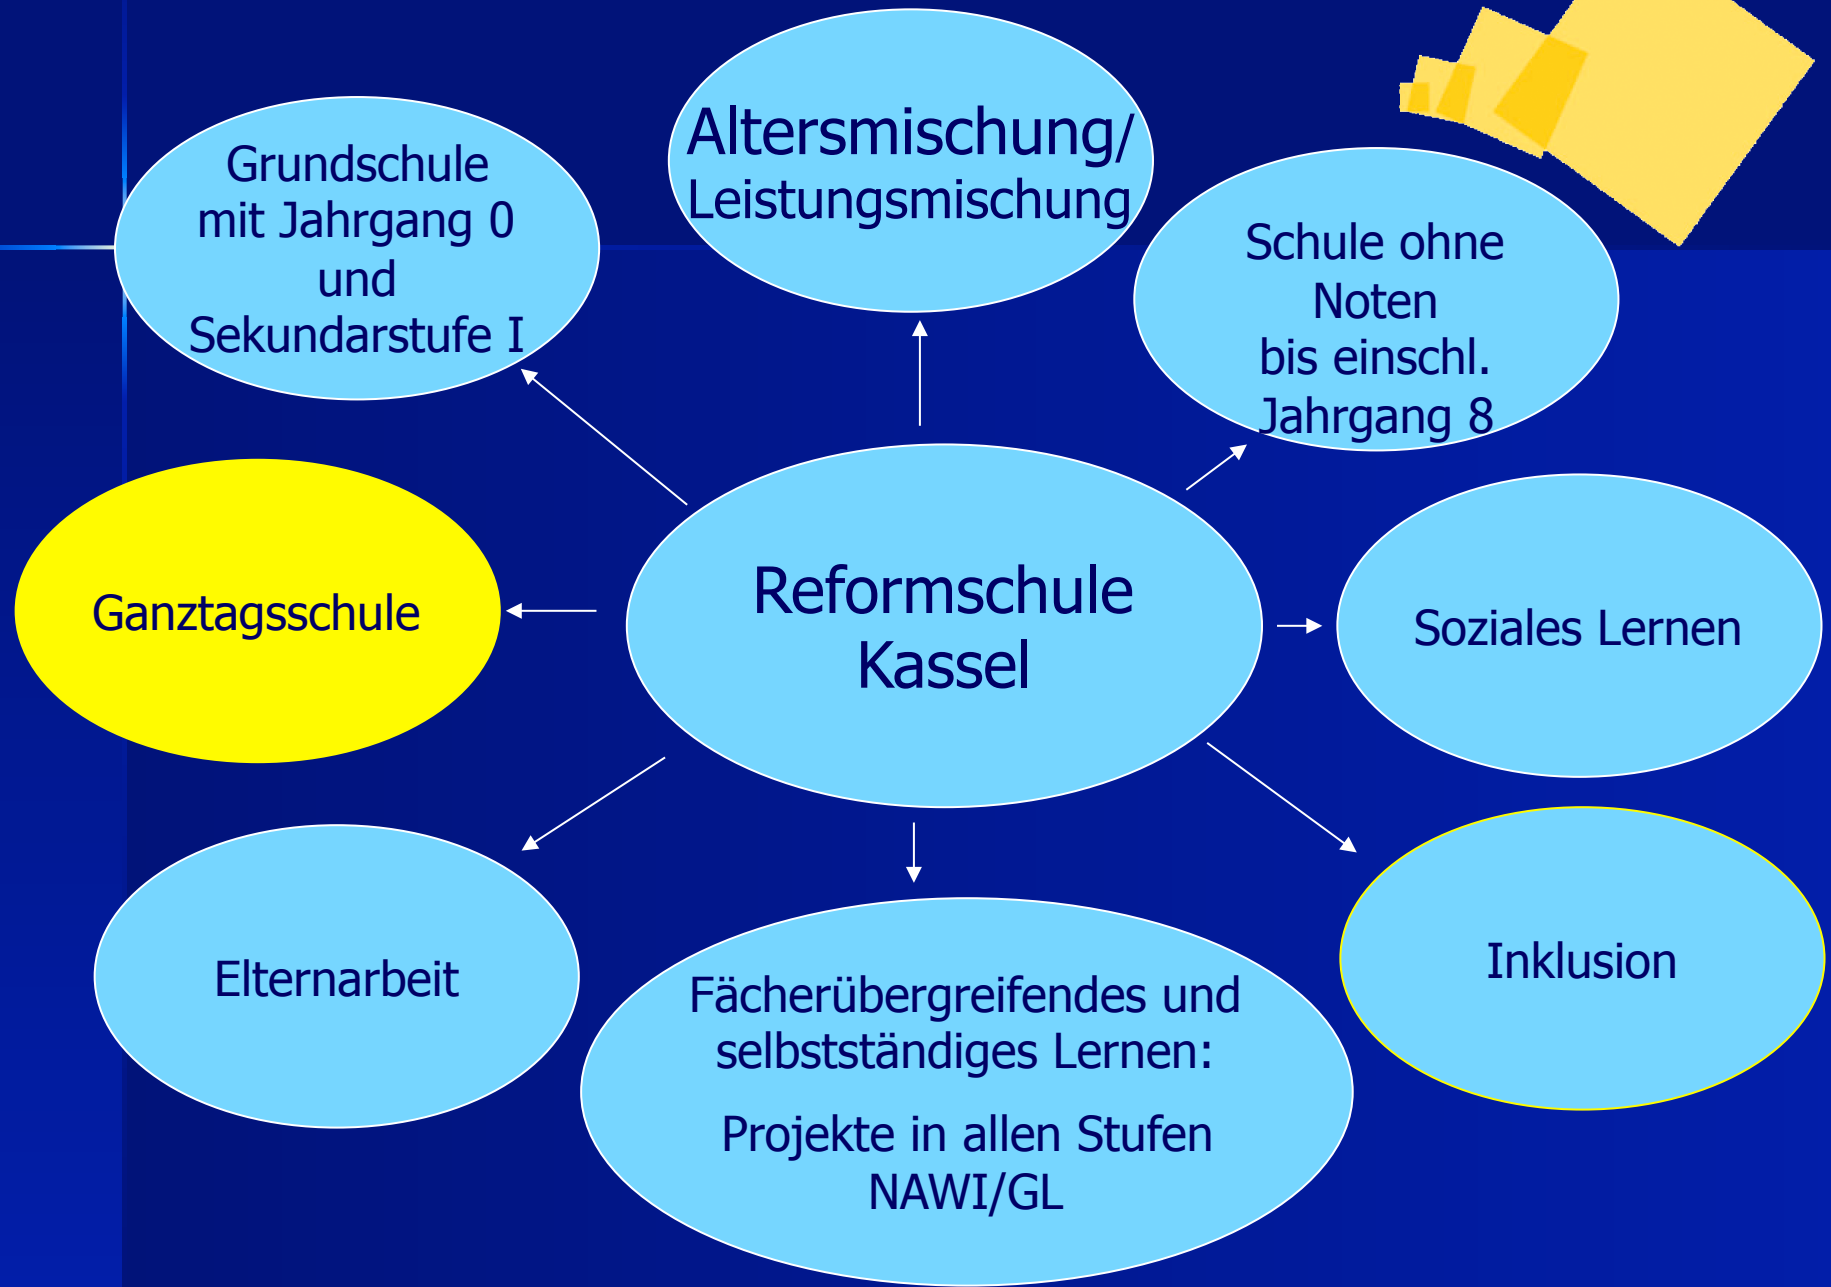 Altersmischung/
Leistungsmischung
Grundschule
mit Jahrgang 0
und
Sekundarstufe I
Schule ohne
Noten
bis einschl.
Jahrgang 8
Ganztagsschule
Reformschule
Kassel
Soziales Lernen
Elternarbeit
Fächerübergreifendes und
selbstständiges Lernen:
Projekte in allen Stufen
NAWI/GL
Inklusion